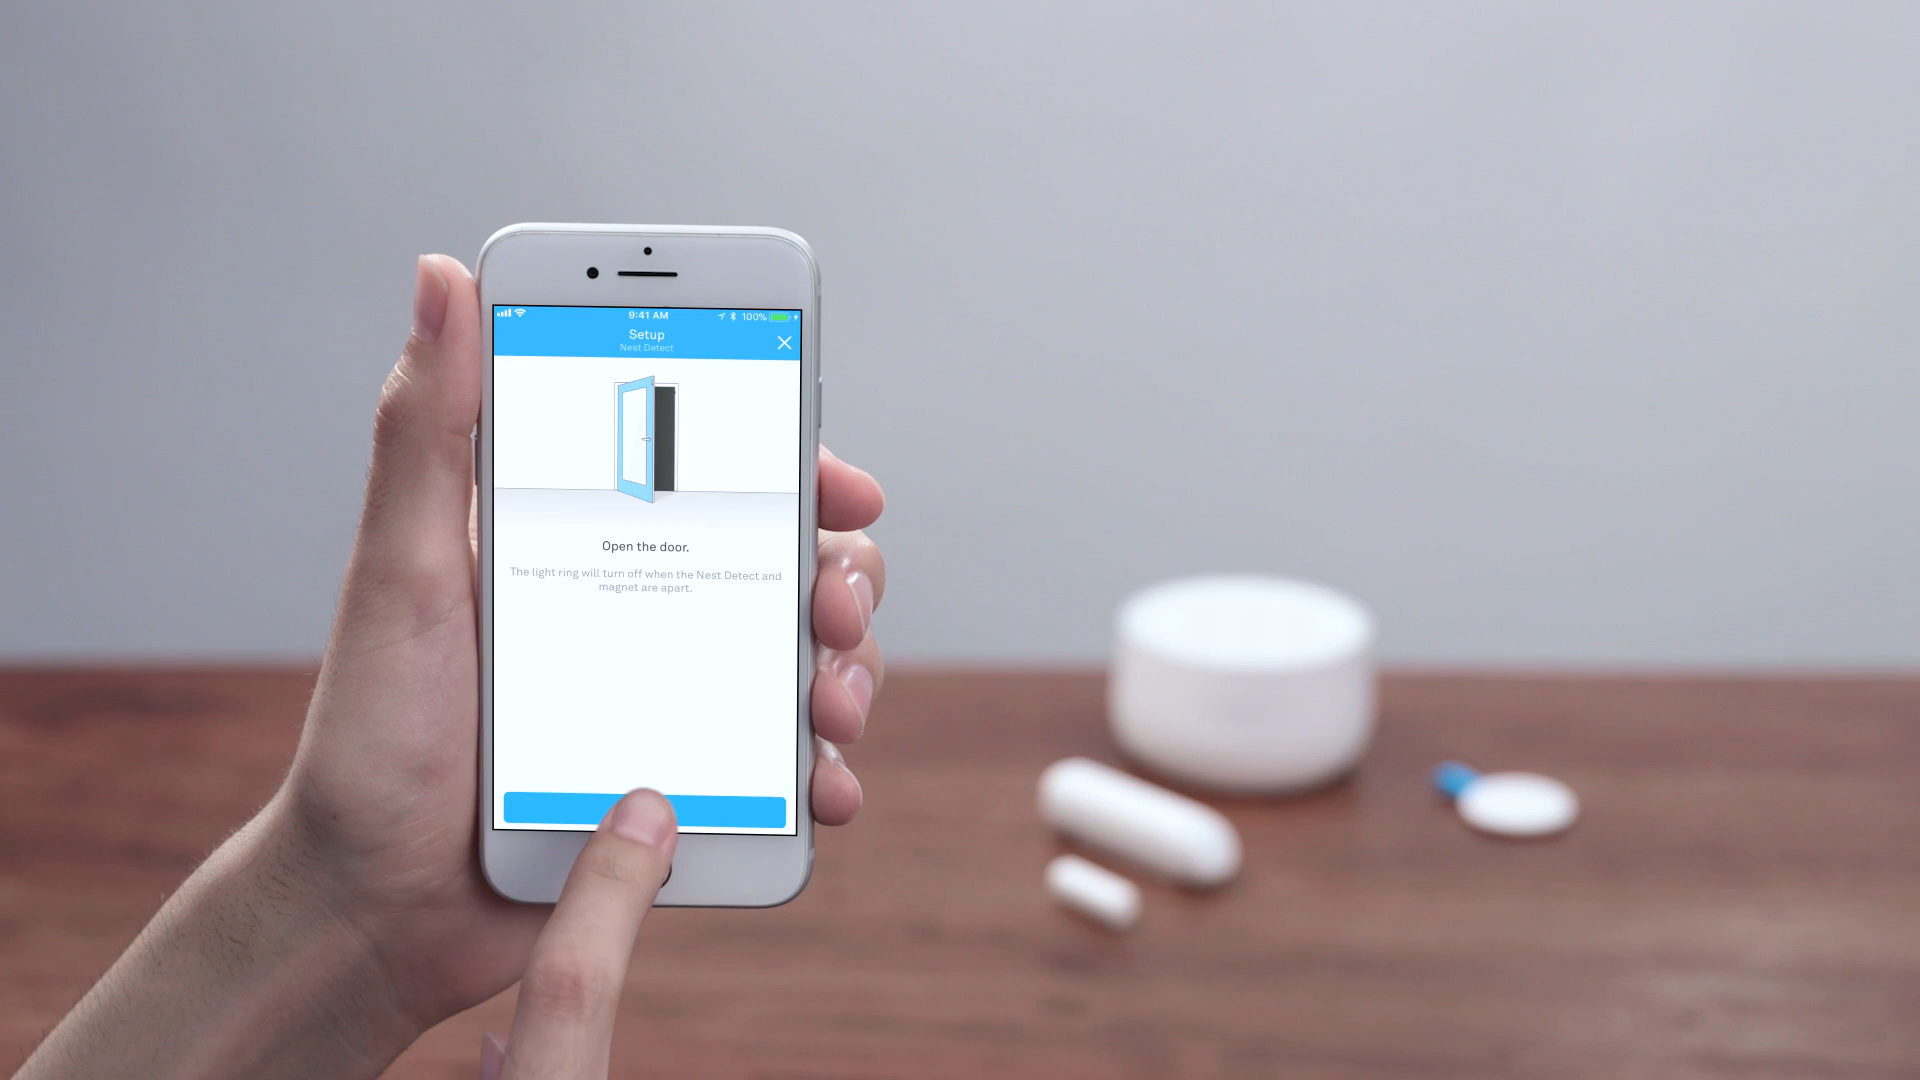 9:41 AM
100%
Setup
Nest Detect
Open the door.
The light ring will turn off when the Nest Detect and
magnet are apart.